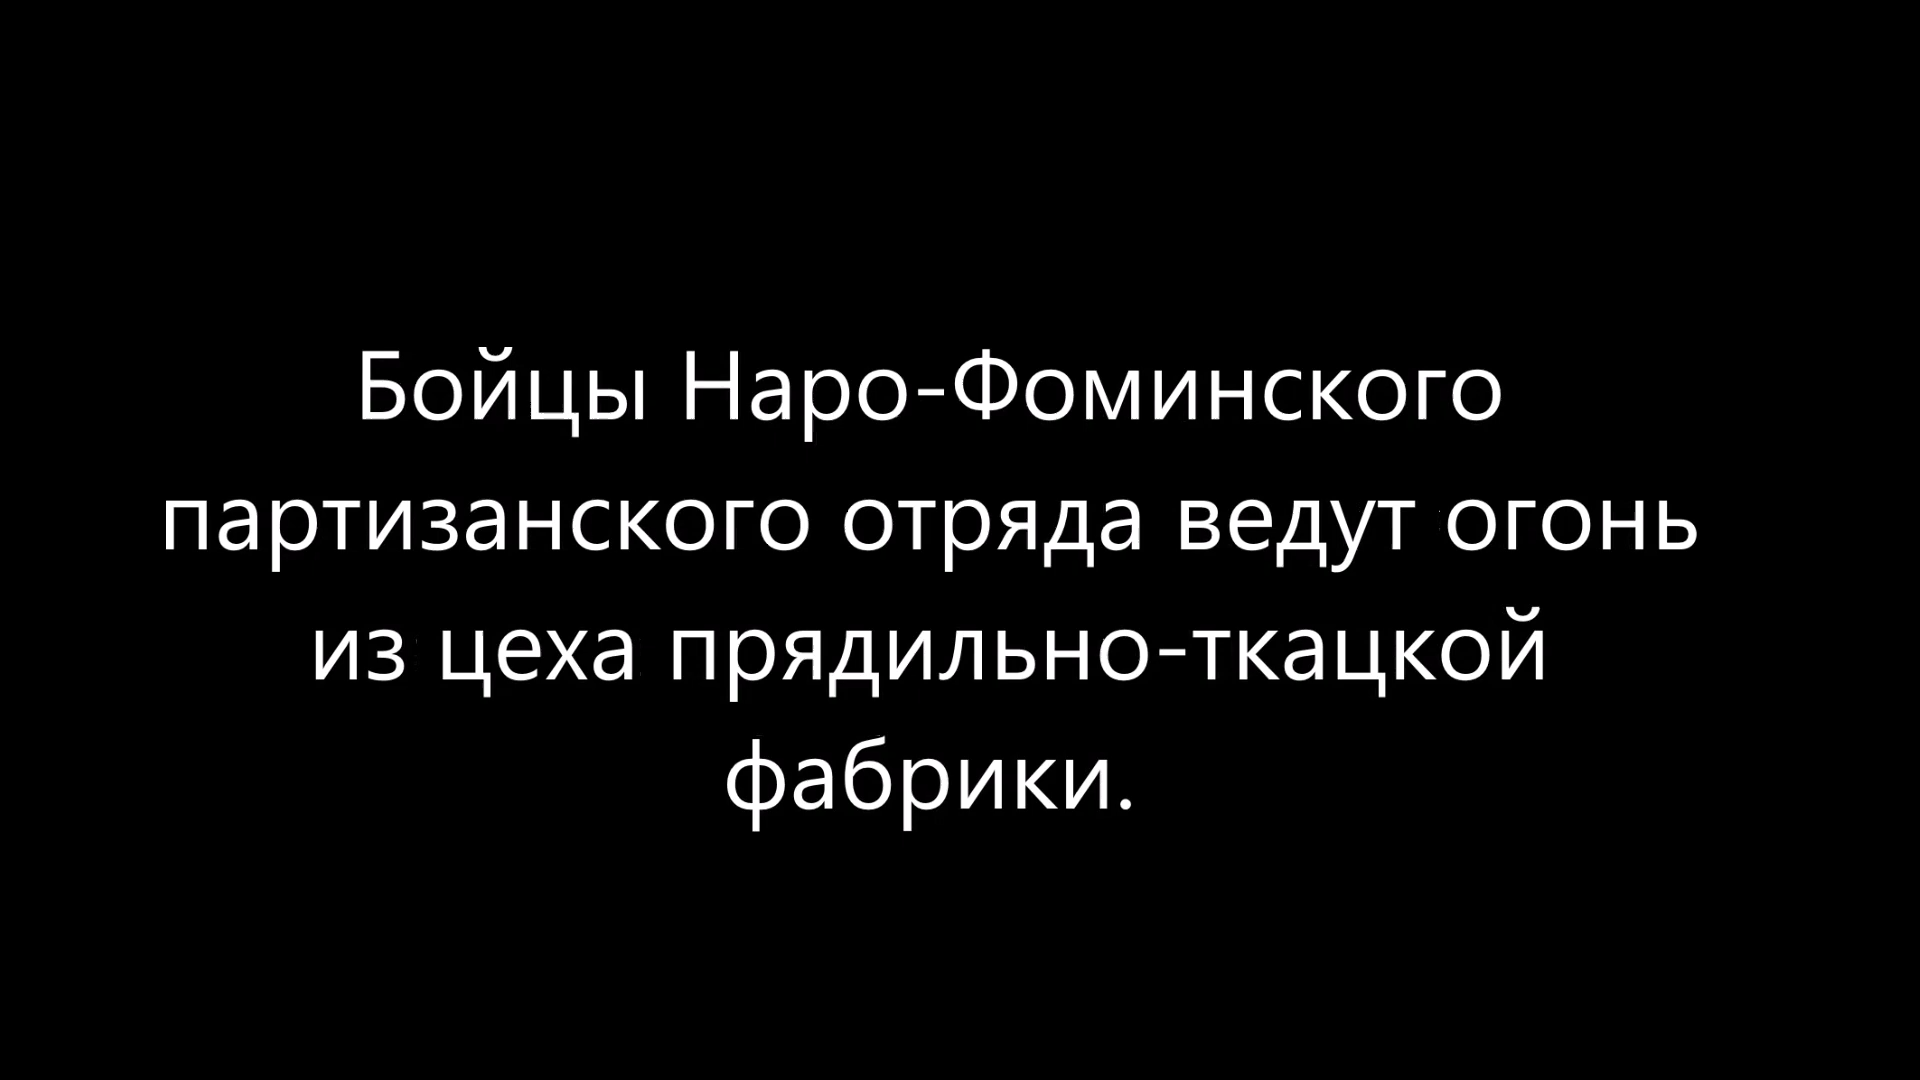 Бойцы Наро-Фоминского
партизанского отряда ведут огонь
из цеха прядильно-ткацкой
фабрики.